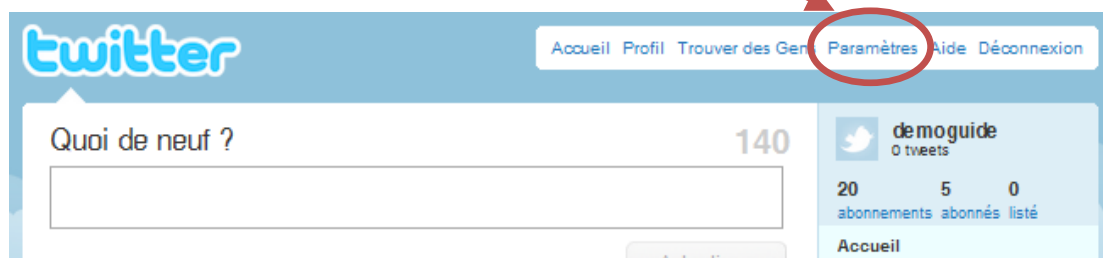 twitter
Accueil Profil Trouver des Gens Paramètres Aide Déconnexion
Quoi de neuf ? 140
demoguide
0 tweets
20 5 0
abonnements abonnés listé
Accueil